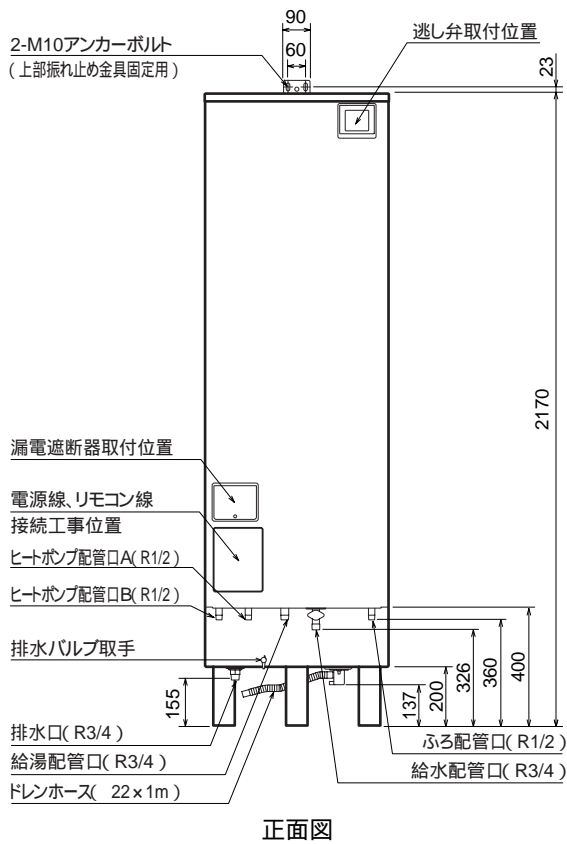 90
60
2-M10アンカーボルト
(上部振れ止め金具固定用)
逃し弁取付位置
23
2170
漏電遮断器取付位置
電源線、リモコン線
接続工事位置
ヒートポンプ配管口A(R1/2)
ヒートポンプ配管口B(R1/2)
排水バルブ取手
155
137
200
326
360
400
排水口(R3/4)
給湯配管口(R3/4)
ドレンホース( 22×1m)
ふろ配管口(R1/2)
給水配管口(R3/4)
正面図